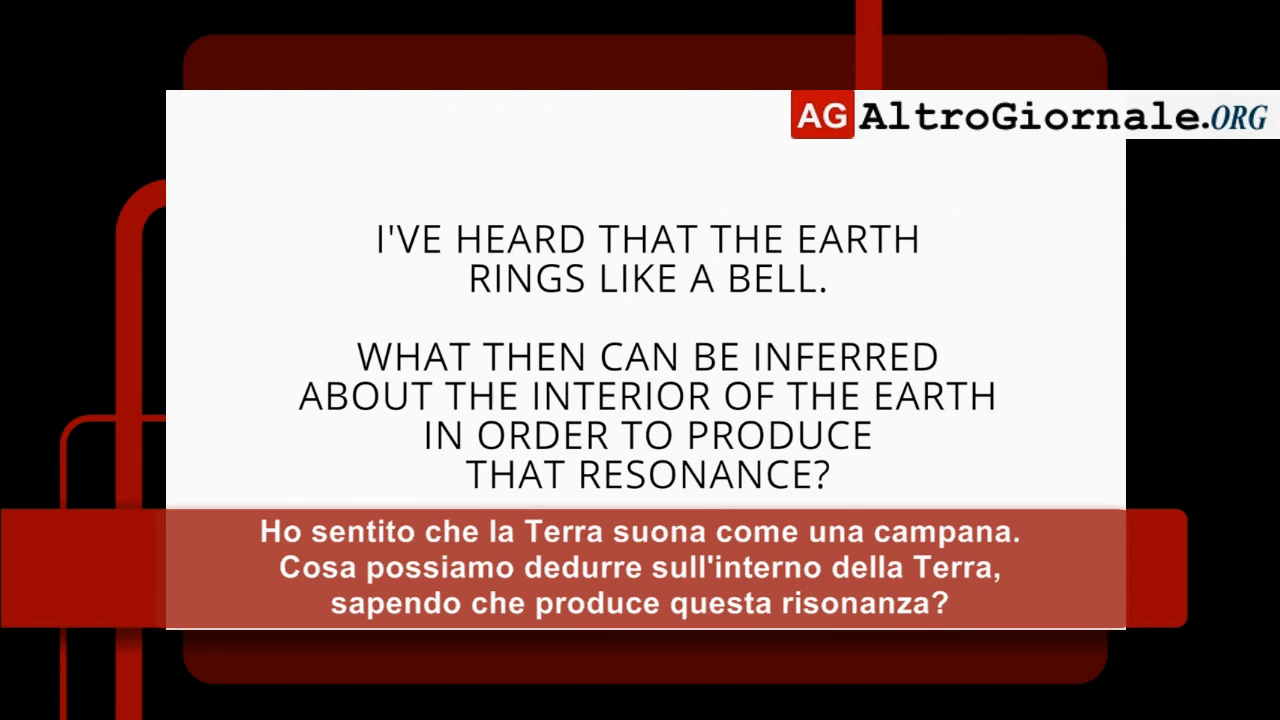 AG AltroGiornale.ORG
I'VE HEARD THAT THE EARTH
RINGS LIKE A BELL.
WHAT THEN CAN BE INFERRED
ABOUT THE INTERIOR OF THE EARTH
IN ORDER TO PRODUCE
THAT RESONANCE?
Ho sentito che la Terra suona come una campana.
Cosa possiamo dedurre sull'interno della Terra,
sapendo che produce questa risonanza?